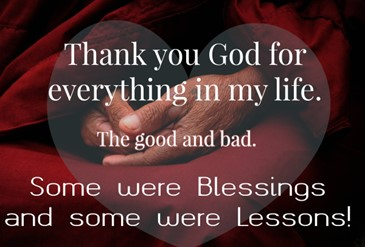 Thank you God for
everything in my life.
The good and bad.
Some were Blessings
and some were Lessons!